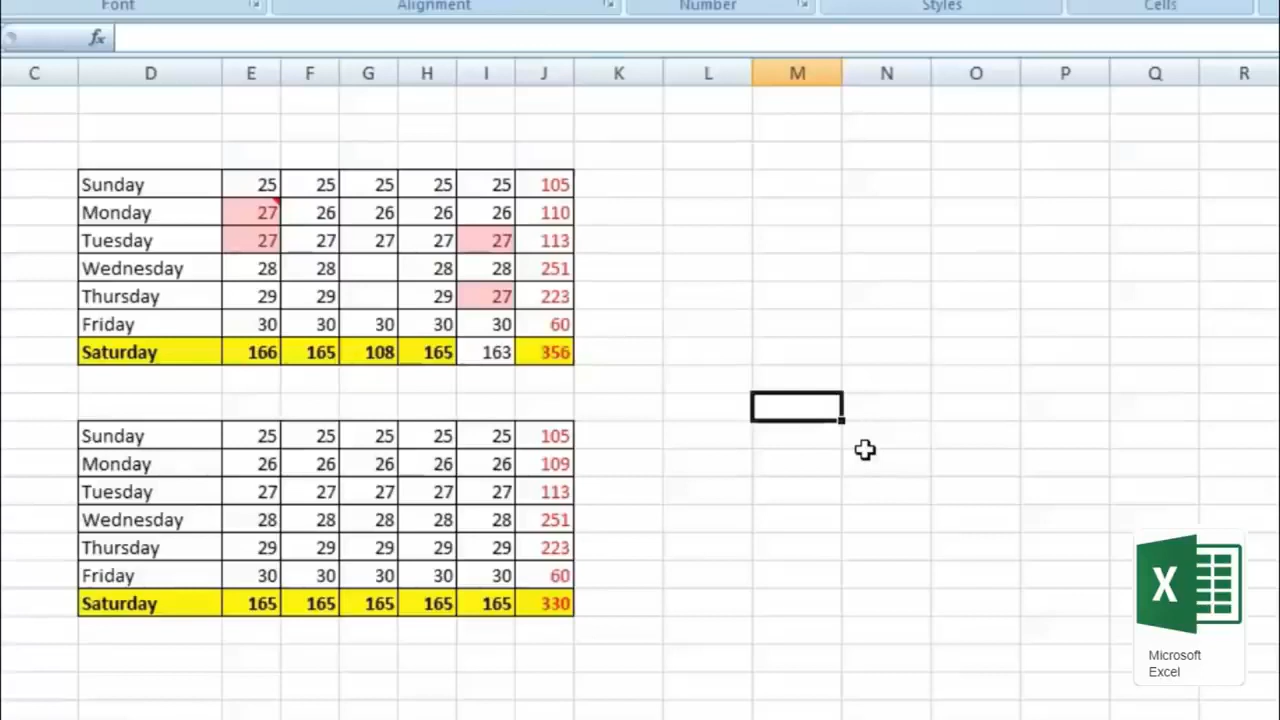 Font Alignment Number Styles Cells
fx
C D E F G H I J K L M N O P Q R
Sunday 25 25 25 25 25 105
Monday 27 26 26 26 26 110
Tuesday 27 27 27 27 27 113
Wednesday 28 28 28 28 251
Thursday 29 29 29 27 223
Friday 30 30 30 30 30 60
Saturday 166 165 108 165 163 356
Sunday 25 25 25 25 25 105
Monday 26 26 26 26 26 109
Tuesday 27 27 27 27 27 113
Wednesday 28 28 28 28 28 251
Thursday 29 29 29 29 29 223
Friday 30 30 30 30 30 60
Saturday 165 165 165 165 165 330
X
Microsoft
Excel